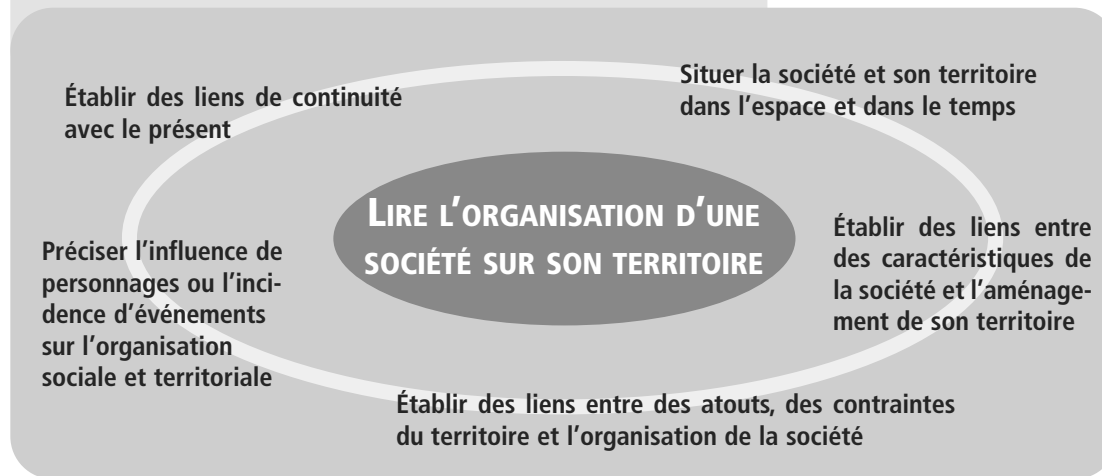 Établir des liens de continuité
avec le présent
Situer la société et son territoire
dans l'espace et dans le temps
LIRE L'ORGANISATION D'UNE
SOCIÉTÉ SUR SON TERRITOIRE
Préciser l'influence de
personnages ou l'inci-
dence d'événements
sur l'organisation
sociale et territoriale
Établir des liens entre
des caractéristiques de
la société et l'aménage-
ment de son territoire
Établir des liens entre des atouts, des contraintes
du territoire et l'organisation de la société